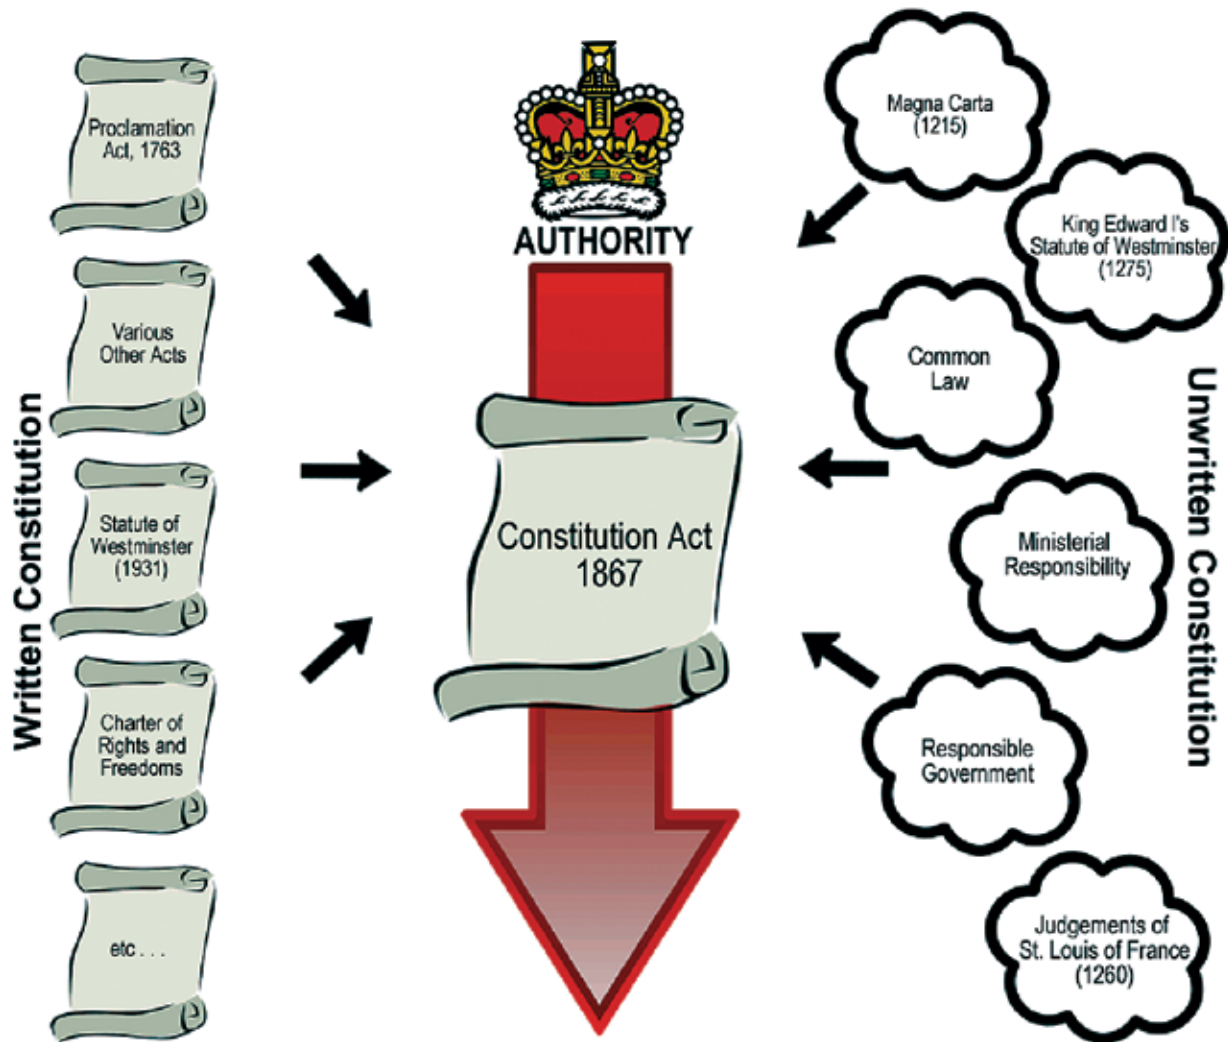 Written Constitution
Proclamation
Act, 1763
Various
Other Acts
Statute of
Westminster
(1931)
Charter of
Rights and
Freedoms
etc . . .
AUTHORITY
Constitution Act
1867
Magna Carta
(1215)
King Edward I's
Statute of Westminster
(1275)
Common
Law
Ministerial
Responsibility
Responsible
Government
Judgements of
St. Louis of France
(1260)
Unwritten Constitution